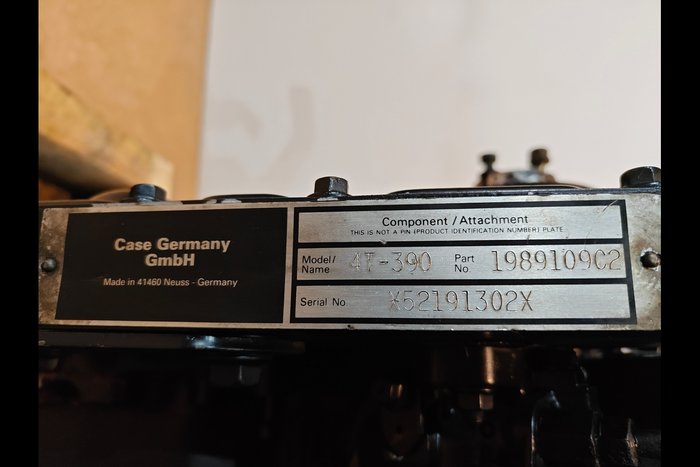 Case Germany
GmbH
Made in 41460 Neuss - Germany
Component / Attachment
THIS IS NOT A PIN (PRODUCT IDENTIFICATION NUMBER) PLATE
Model/ Name 4T-390 Part No 1989109C2
Serial No. X52191302X